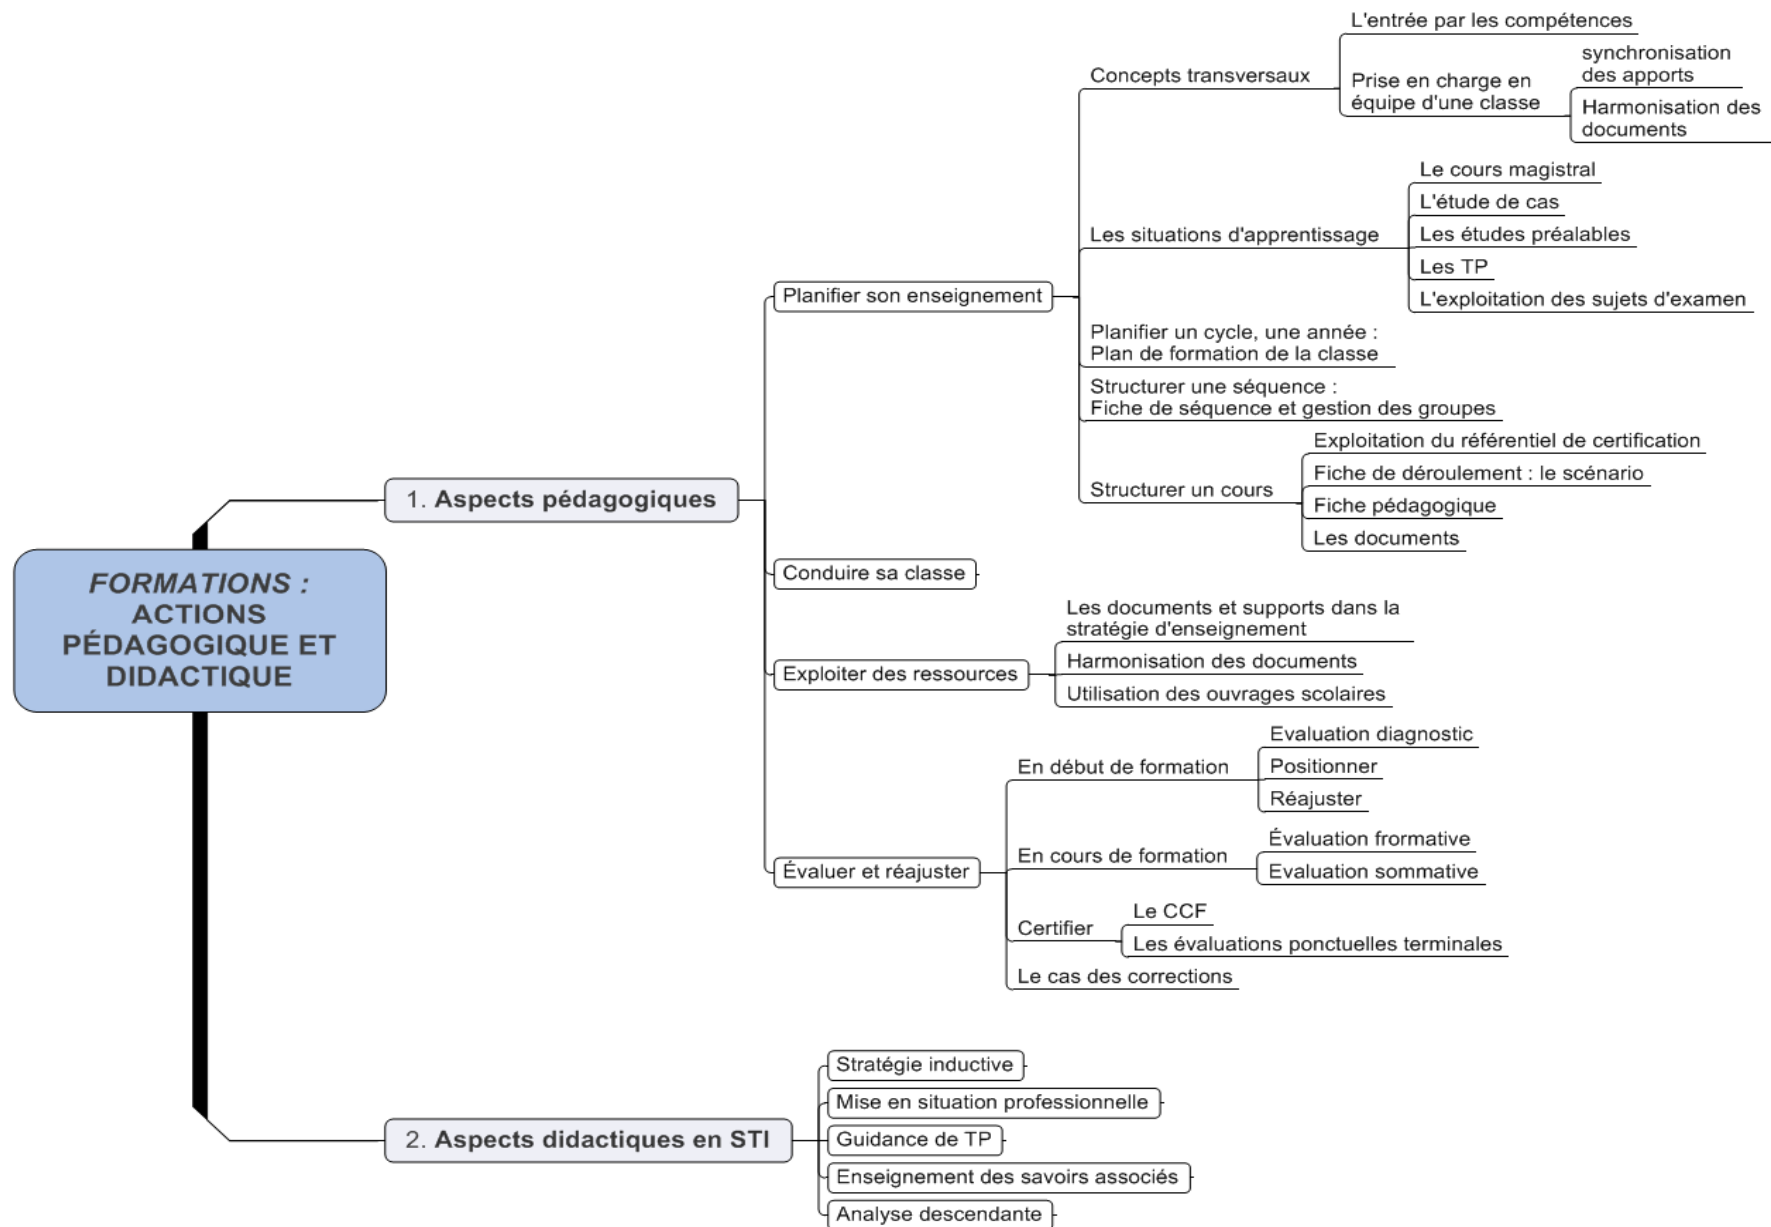 FORMATIONS :
ACTIONS
PÉDAGOGIQUE ET
DIDACTIQUE
1. Aspects pédagogiques
Planifier son enseignement
Concepts transversaux
L'entrée par les compétences
Prise en charge en
équipe d'une classe
synchronisation
des apports
Harmonisation des
documents
Les situations d'apprentissage
Le cours magistral
L'étude de cas
Les études préalables
Les TP
L'exploitation des sujets d'examen
Planifier un cycle, une année :
Plan de formation de la classe
Structurer une séquence :
Fiche de séquence et gestion des groupes
Structurer un cours
Exploitation du référentiel de certification
Fiche de déroulement : le scénario
Fiche pédagogique
Les documents
Conduire sa classe
Exploiter des ressources
Les documents et supports dans la
stratégie d'enseignement
Harmonisation des documents
Utilisation des ouvrages scolaires
Évaluer et réajuster
En début de formation
Evaluation diagnostic
Positionner
Réajuster
En cours de formation
Évaluation frormative
Evaluation sommative
Certifier
Le CCF
Les évaluations ponctuelles terminales
Le cas des corrections
2. Aspects didactiques en STI
Stratégie inductive
Mise en situation professionnelle
Guidance de TP
Enseignement des savoirs associés
Analyse descendante